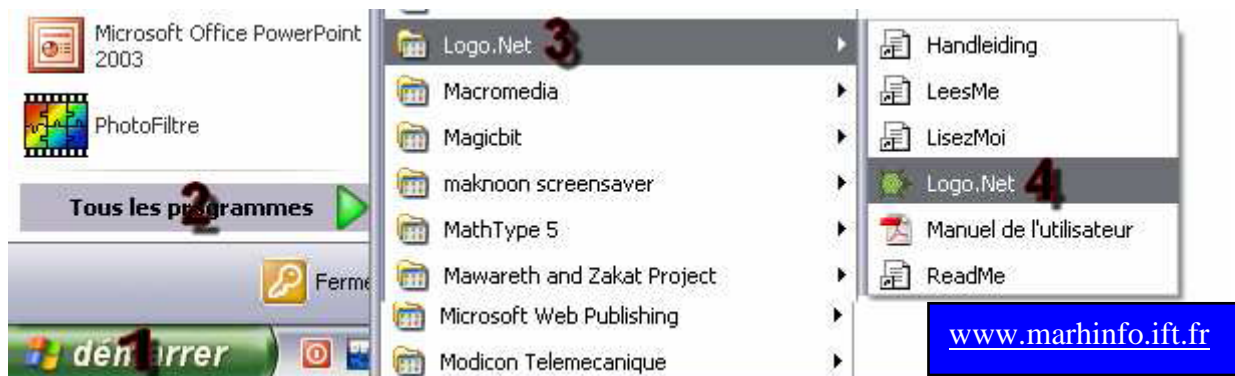 Microsoft Office PowerPoint
2003
PhotoFiltre
Tous les programmes
2
Ferme
démarrer
1
Logo.Net
3
Macromedia
Magicbit
maknoon screensaver
MathType 5
Mawareth and Zakat Project
Microsoft Web Publishing
Modicon Telemecanique
Handleiding
LeesMe
LisezMoi
Logo.Net
4
Manuel de l'utilisateur
ReadMe
www.marhinfo.ift.fr